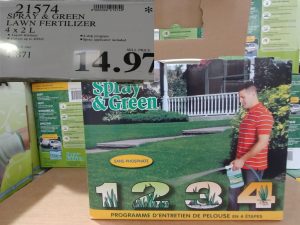 21574
SPRAY & GREEN
LAWN FERTILIZER
4 x 2 L
14.97
Spray
& Green
SANS PHOSPHATE
1 2 3 4
PROGRAMME D'ENTRETIEN DE PELOUSE EN 4 ÉTAPES